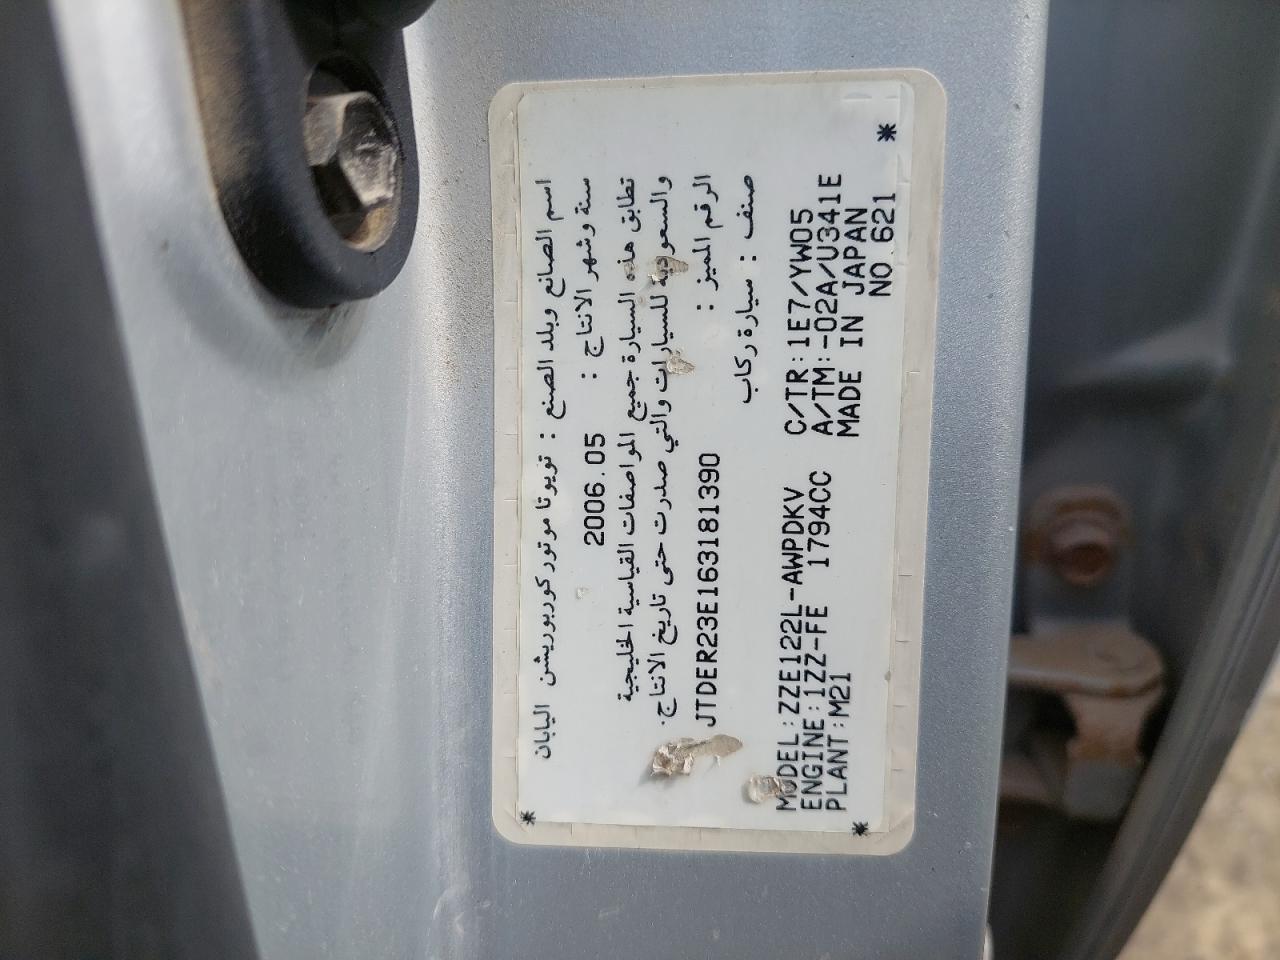 اسم الصانع وبلد الصنع : تويوتا موتور كوربوريشن اليابان
سنة وشهر الانتاج : 2006.05
تطابق هذه السيارة جميع المواصفات القياسية الخليجية
والسعودية للسيارات والتي صدرت حتى تاريخ الانتاج.
الرقم المميز : JTDER23E163181390
صنف : سيارة ركاب
MODEL:ZZE122L-AWPDKV C/TR:1E7/YW05
ENGINE:1ZZ-FE 1794CC A/TM:-02A/U341E
PLANT:M21 MADE IN JAPAN
NO 621